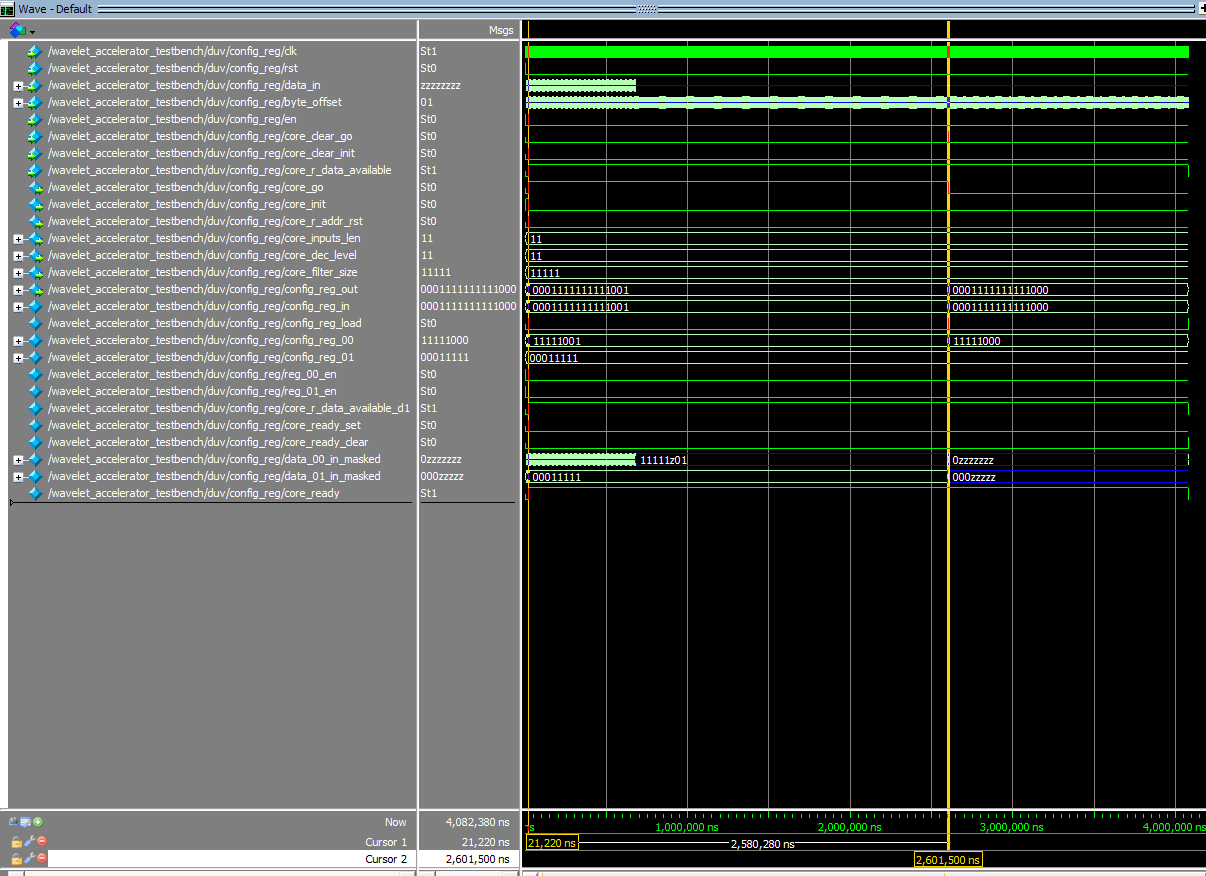 Wave - Default
Msgs
/wavelet_accelerator_testbench/duv/config_reg/clk St1
/wavelet_accelerator_testbench/duv/config_reg/rst St0
/wavelet_accelerator_testbench/duv/config_reg/data_in zzzzzzzz
/wavelet_accelerator_testbench/duv/config_reg/byte_offset 01
/wavelet_accelerator_testbench/duv/config_reg/en St0
/wavelet_accelerator_testbench/duv/config_reg/core_clear_go St0
/wavelet_accelerator_testbench/duv/config_reg/core_clear_init St0
/wavelet_accelerator_testbench/duv/config_reg/core_r_data_available St1
/wavelet_accelerator_testbench/duv/config_reg/core_go St0
/wavelet_accelerator_testbench/duv/config_reg/core_init St0
/wavelet_accelerator_testbench/duv/config_reg/core_r_addr_rst St0
/wavelet_accelerator_testbench/duv/config_reg/core_inputs_len 11 11
/wavelet_accelerator_testbench/duv/config_reg/core_dec_level 11 11
/wavelet_accelerator_testbench/duv/config_reg/core_filter_size 11111 11111
/wavelet_accelerator_testbench/duv/config_reg/config_reg_out 0001111111111000 0001111111111001 0001111111111000
/wavelet_accelerator_testbench/duv/config_reg/config_reg_in 0001111111111000 0001111111111001 0001111111111000
/wavelet_accelerator_testbench/duv/config_reg/config_reg_load St0
/wavelet_accelerator_testbench/duv/config_reg/config_reg_00 11111000 11111001 11111000
/wavelet_accelerator_testbench/duv/config_reg/config_reg_01 00011111 00011111
/wavelet_accelerator_testbench/duv/config_reg/reg_00_en St0
/wavelet_accelerator_testbench/duv/config_reg/reg_01_en St0
/wavelet_accelerator_testbench/duv/config_reg/core_r_data_available_d1 St1
/wavelet_accelerator_testbench/duv/config_reg/core_ready_set St0
/wavelet_accelerator_testbench/duv/config_reg/core_ready_clear St0
/wavelet_accelerator_testbench/duv/config_reg/data_00_in_masked 0zzzzzzz 11111z01 0zzzzzzz
/wavelet_accelerator_testbench/duv/config_reg/data_01_in_masked 000zzzzz 00011111 000zzzzz
/wavelet_accelerator_testbench/duv/config_reg/core_ready St1
Now 4,082,380 ns 1,000,000 ns 2,000,000 ns 3,000,000 ns 4,000,000 ns
Cursor 1 21,220 ns 21,220 ns 2,580,280 ns
Cursor 2 2,601,500 ns 2,601,500 ns